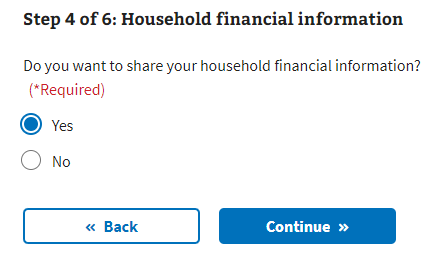 Step 4 of 6: Household financial information
Do you want to share your household financial information?
(*Required)
Yes
No
« Back
Continue »